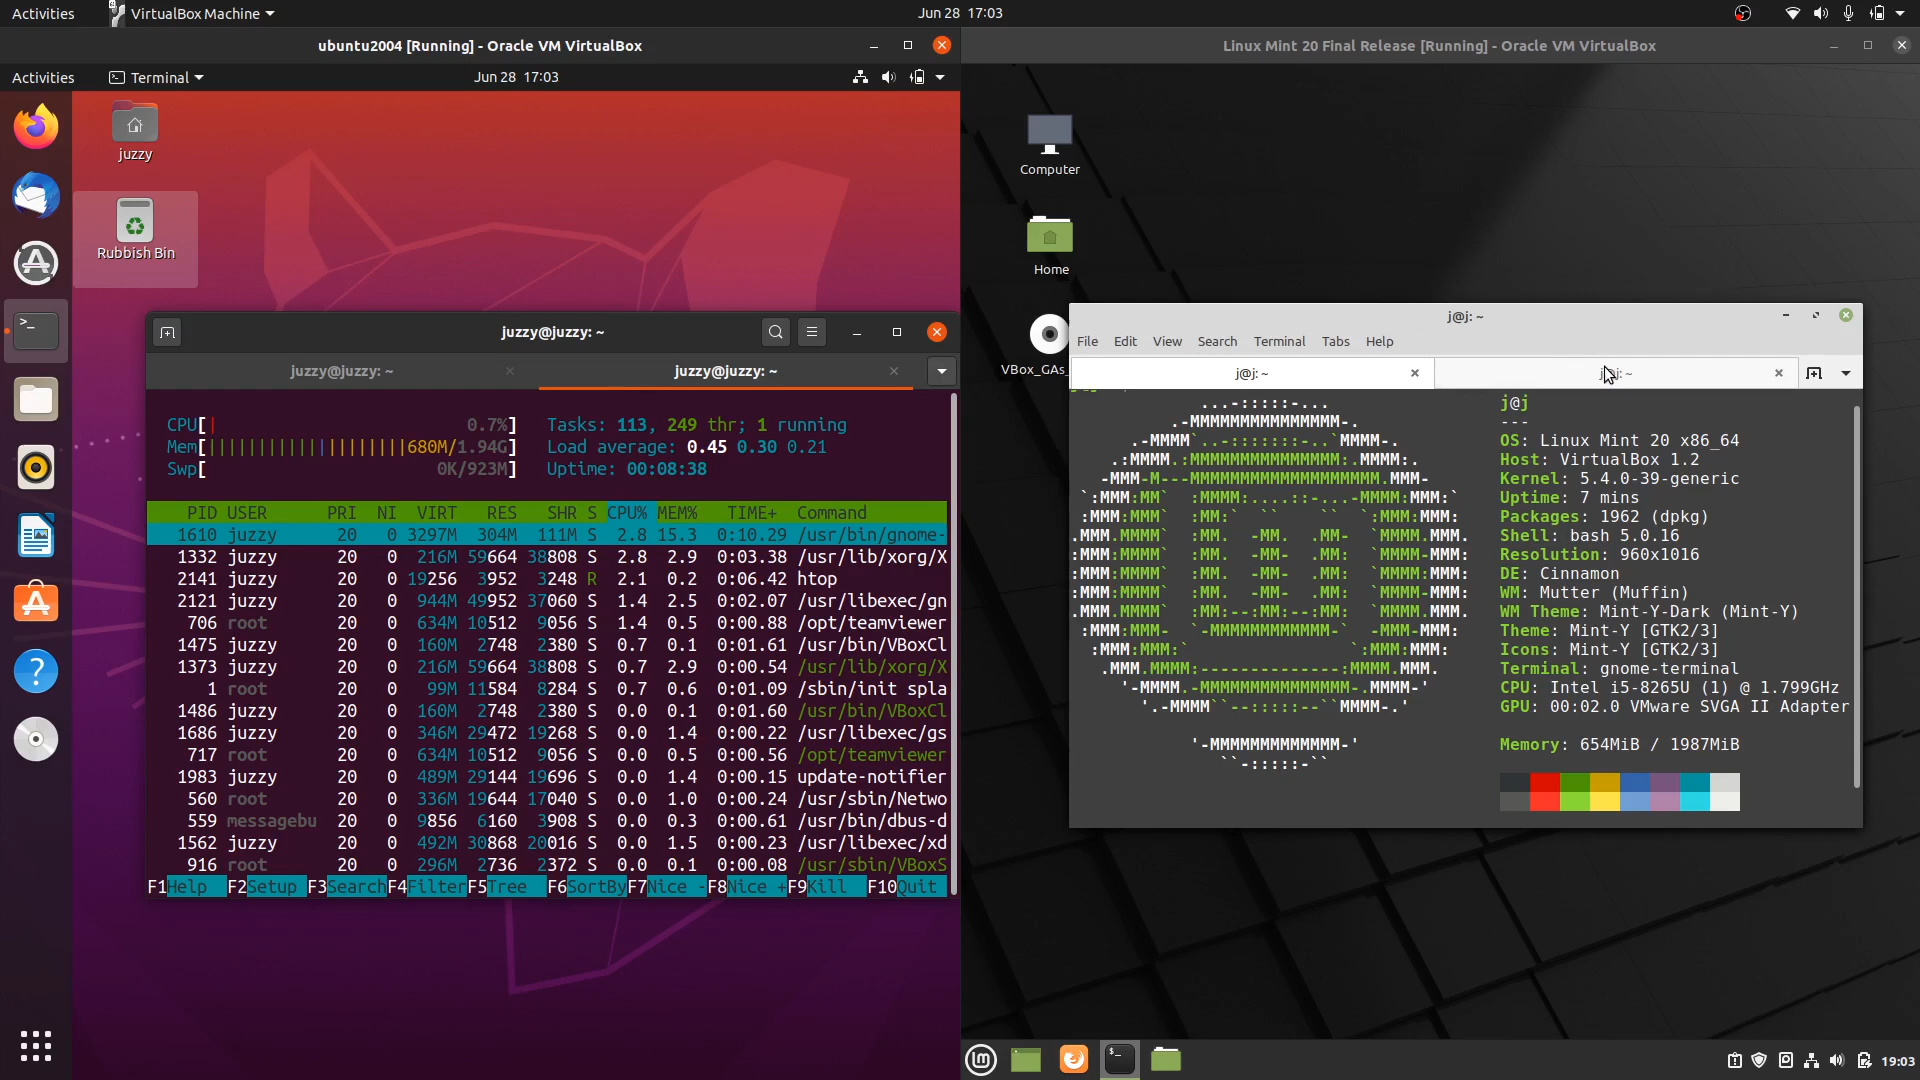 Activities VirtualBox Machine Jun 28 17:03
ubuntu2004 [Running] - Oracle VM VirtualBox
Activities Terminal Jun 28 17:03
juzzy
Rubbish Bin
juzzy@juzzy: ~
juzzy@juzzy: ~ juzzy@juzzy: ~
CPU[| 0.7%] Tasks: 113, 249 thr; 1 running
Mem[||||||||||||||||||||680M/1.94G] Load average: 0.45 0.30 0.21
Swp[ 0K/923M] Uptime: 00:08:38
PID USER PRI NI VIRT RES SHR S CPU% MEM% TIME+ Command
1610 juzzy 20 0 3297M 304M 111M S 2.8 15.3 0:10.29 /usr/bin/gnome-
1332 juzzy 20 0 216M 59664 38808 S 2.8 2.9 0:03.38 /usr/lib/xorg/X
2141 juzzy 20 0 19256 3952 3248 R 2.1 0.2 0:06.42 htop
2121 juzzy 20 0 944M 49952 37060 S 1.4 2.5 0:02.07 /usr/libexec/gn
706 root 20 0 634M 10512 9056 S 1.4 0.5 0:00.88 /opt/teamviewer
1475 juzzy 20 0 160M 2748 2380 S 0.7 0.1 0:01.61 /usr/bin/VBoxCl
1373 juzzy 20 0 216M 59664 38808 S 0.7 2.9 0:00.54 /usr/lib/xorg/X
1 root 20 0 99M 11584 8284 S 0.7 0.6 0:01.09 /sbin/init spla
1486 juzzy 20 0 160M 2748 2380 S 0.0 0.1 0:01.60 /usr/bin/VBoxCl
1686 juzzy 20 0 346M 29472 19268 S 0.0 1.4 0:00.22 /usr/libexec/gs
717 root 20 0 634M 10512 9056 S 0.0 0.5 0:00.56 /opt/teamviewer
1983 juzzy 20 0 489M 29144 19696 S 0.0 1.4 0:00.15 update-notifier
560 root 20 0 336M 19644 17040 S 0.0 1.0 0:00.24 /usr/sbin/Netwo
559 messagebu 20 0 9856 6160 3908 S 0.0 0.3 0:00.61 /usr/bin/dbus-d
1562 juzzy 20 0 492M 30868 20016 S 0.0 1.5 0:00.23 /usr/libexec/xd
916 root 20 0 296M 2736 2372 S 0.0 0.1 0:00.08 /usr/sbin/VBoxS
F1Help F2Setup F3Search F4Filter F5Tree F6SortBy F7Nice - F8Nice + F9Kill F10Quit
Linux Mint 20 Final Release [Running] - Oracle VM VirtualBox
Computer
Home
VBox_GAs_
j@j: ~
File Edit View Search Terminal Tabs Help
j@j: ~ j@j: ~
j@j
---
OS: Linux Mint 20 x86_64
Host: VirtualBox 1.2
Kernel: 5.4.0-39-generic
Uptime: 7 mins
Packages: 1962 (dpkg)
Shell: bash 5.0.16
Resolution: 960x1016
DE: Cinnamon
WM: Mutter (Muffin)
WM Theme: Mint-Y-Dark (Mint-Y)
Theme: Mint-Y [GTK2/3]
Icons: Mint-Y [GTK2/3]
Terminal: gnome-terminal
CPU: Intel i5-8265U (1) @ 1.799GHz
GPU: 00:02.0 VMware SVGA II Adapter
Memory: 654MiB / 1987MiB
19:03